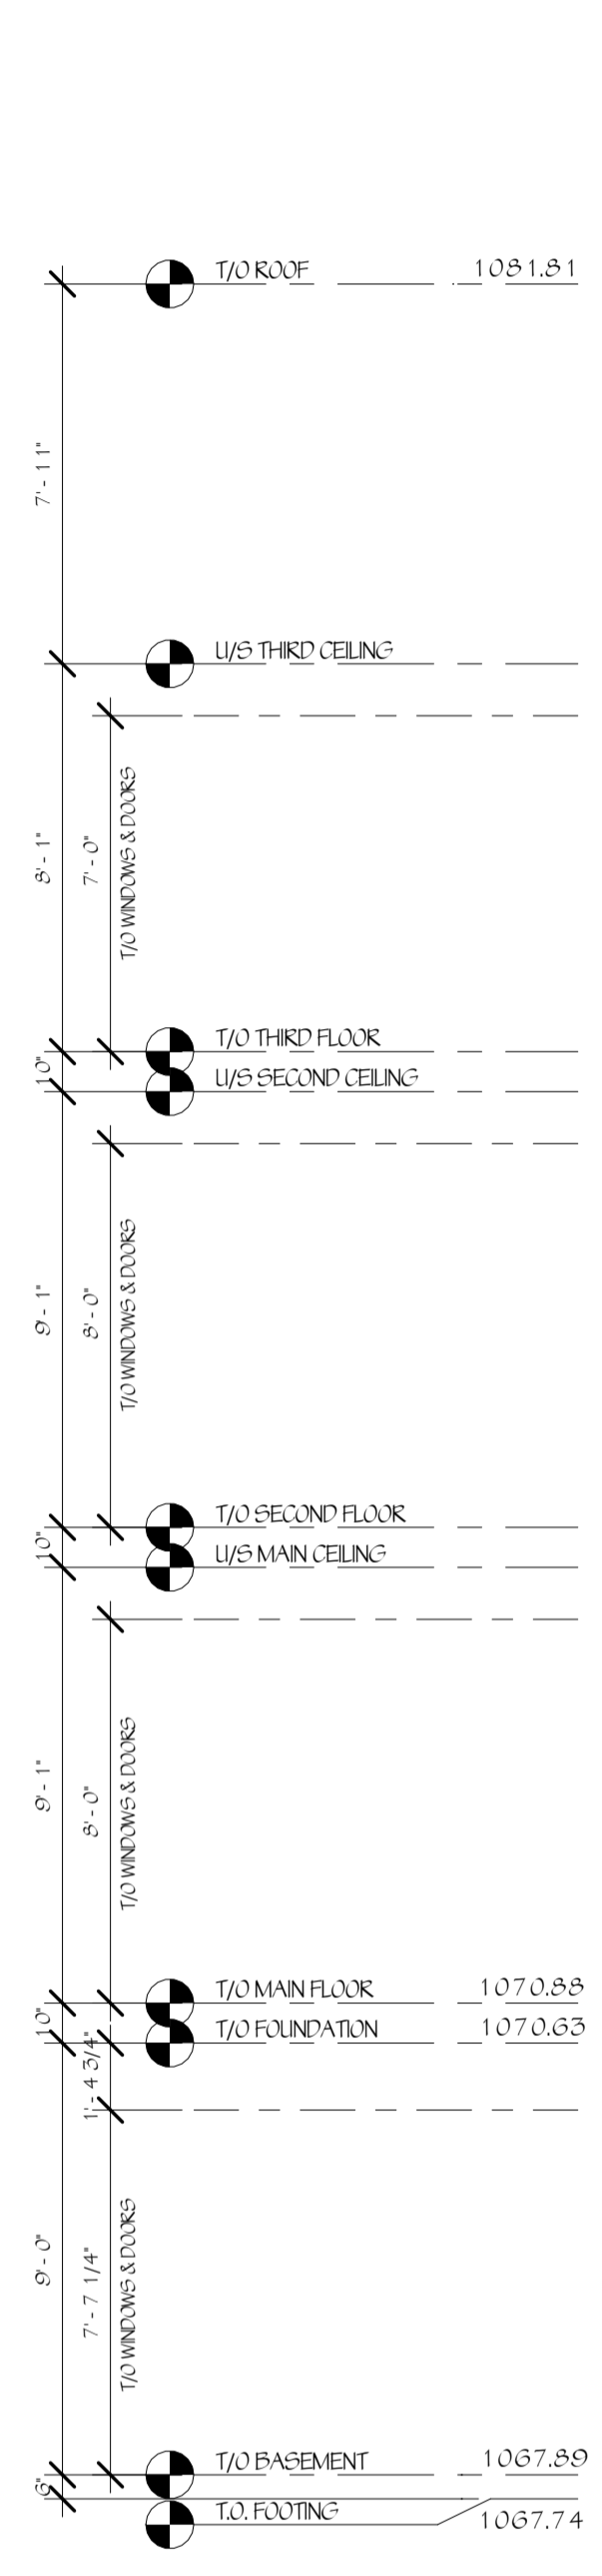 T/O ROOF 1081.81
7' - 11"
U/S THIRD CEILING
8' - 1"
7' - 0"
T/O WINDOWS & DOORS
T/O THIRD FLOOR
10"
U/S SECOND CEILING
9' - 1"
8' - 0"
T/O WINDOWS & DOORS
T/O SECOND FLOOR
10"
U/S MAIN CEILING
9' - 1"
8' - 0"
T/O WINDOWS & DOORS
T/O MAIN FLOOR 1070.88
10"
T/O FOUNDATION 1070.63
1' - 4 3/4"
9' - 0"
7' - 7 1/4"
T/O WINDOWS & DOORS
T/O BASEMENT 1067.89
6"
T.O. FOOTING 1067.74